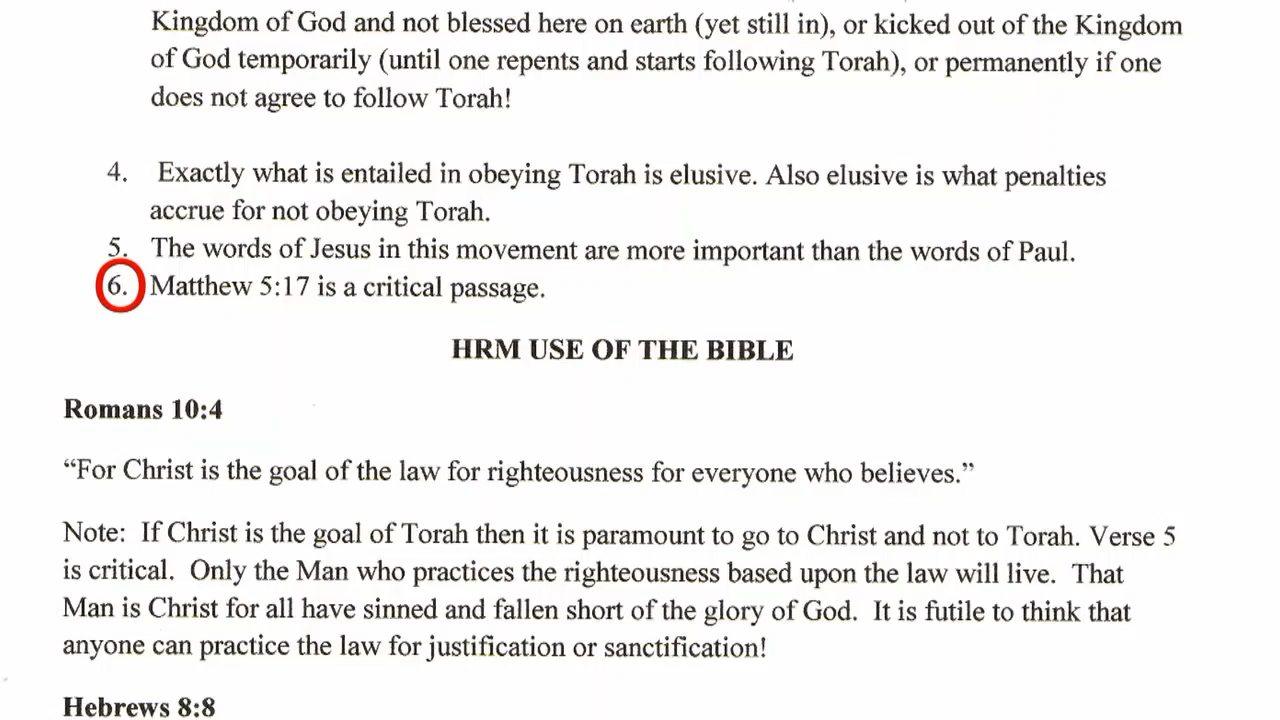 Kingdom of God and not blessed here on earth (yet still in), or kicked out of the Kingdom
of God temporarily (until one repents and starts following Torah), or permanently if one
does not agree to follow Torah!
4. Exactly what is entailed in obeying Torah is elusive. Also elusive is what penalties
accrue for not obeying Torah.
5. The words of Jesus in this movement are more important than the words of Paul.
6. Matthew 5:17 is a critical passage.
HRM USE OF THE BIBLE
Romans 10:4
“For Christ is the goal of the law for righteousness for everyone who believes.”
Note: If Christ is the goal of Torah then it is paramount to go to Christ and not to Torah. Verse 5
is critical. Only the Man who practices the righteousness based upon the law will live. That
Man is Christ for all have sinned and fallen short of the glory of God. It is futile to think that
anyone can practice the law for justification or sanctification!
Hebrews 8:8